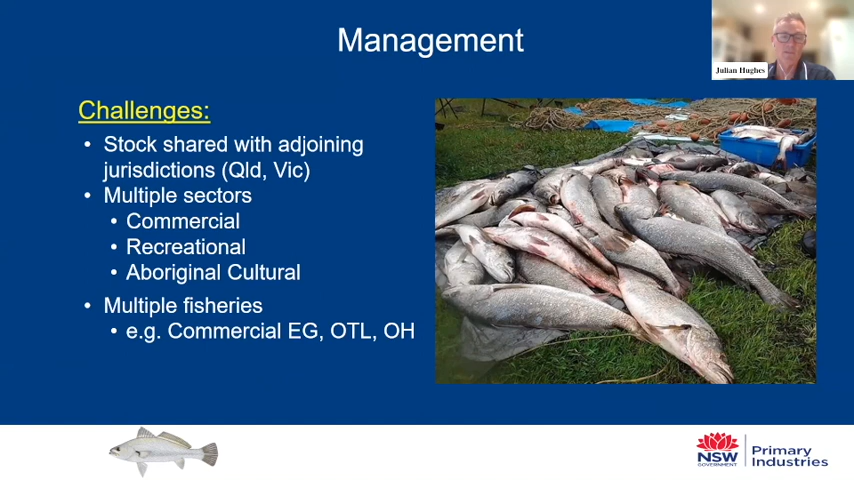 Management
Julian Hughes
Challenges:
• Stock shared with adjoining
jurisdictions (Qld, Vic)
• Multiple sectors
• Commercial
• Recreational
• Aboriginal Cultural
• Multiple fisheries
• e.g. Commercial EG, OTL, OH
NSW
GOVERNMENT
Primary
Industries